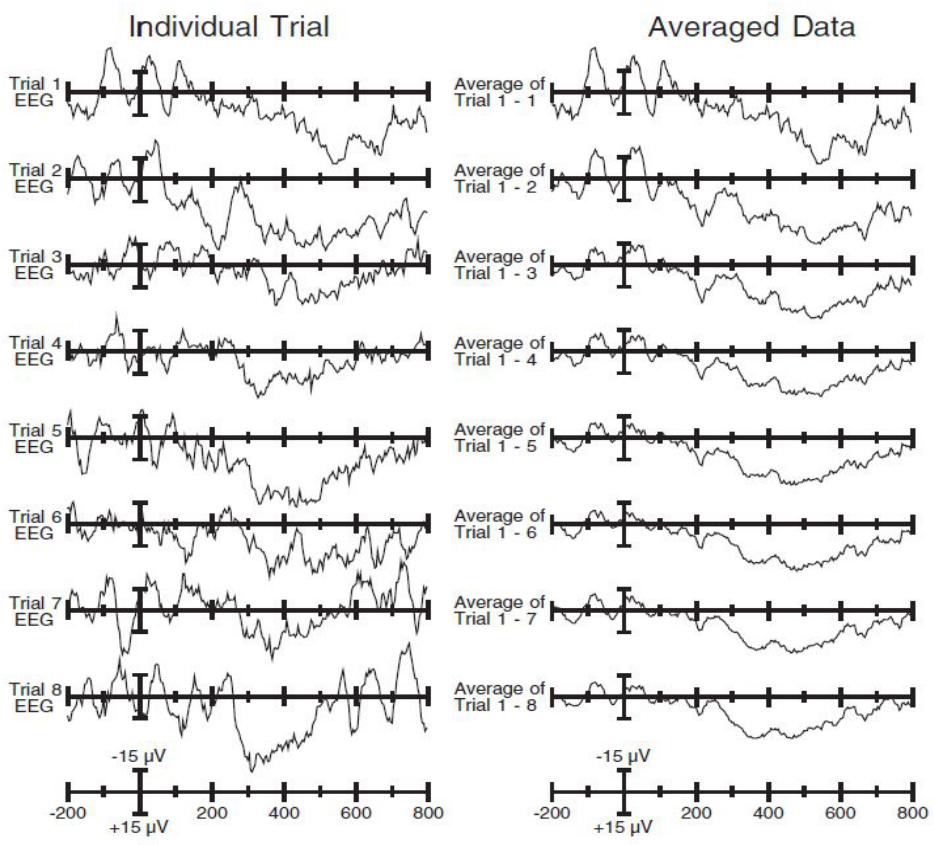 Individual Trial
Averaged Data
Trial 1
EEG
Average of
Trial 1 - 1
Trial 2
EEG
Average of
Trial 1 - 2
Trial 3
EEG
Average of
Trial 1 - 3
Trial 4
EEG
Average of
Trial 1 - 4
Trial 5
EEG
Average of
Trial 1 - 5
Trial 6
EEG
Average of
Trial 1 - 6
Trial 7
EEG
Average of
Trial 1 - 7
Trial 8
EEG
Average of
Trial 1 - 8
-15 µV
-15 µV
-200 200 400 600 800
+15 µV
-200 200 400 600 800
+15 µV